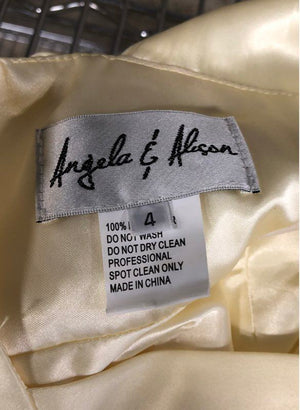 Angela & Alison
4
100%
DO NOT WASH
DO NOT DRY CLEAN
PROFESSIONAL
SPOT CLEAN ONLY
MADE IN CHINA